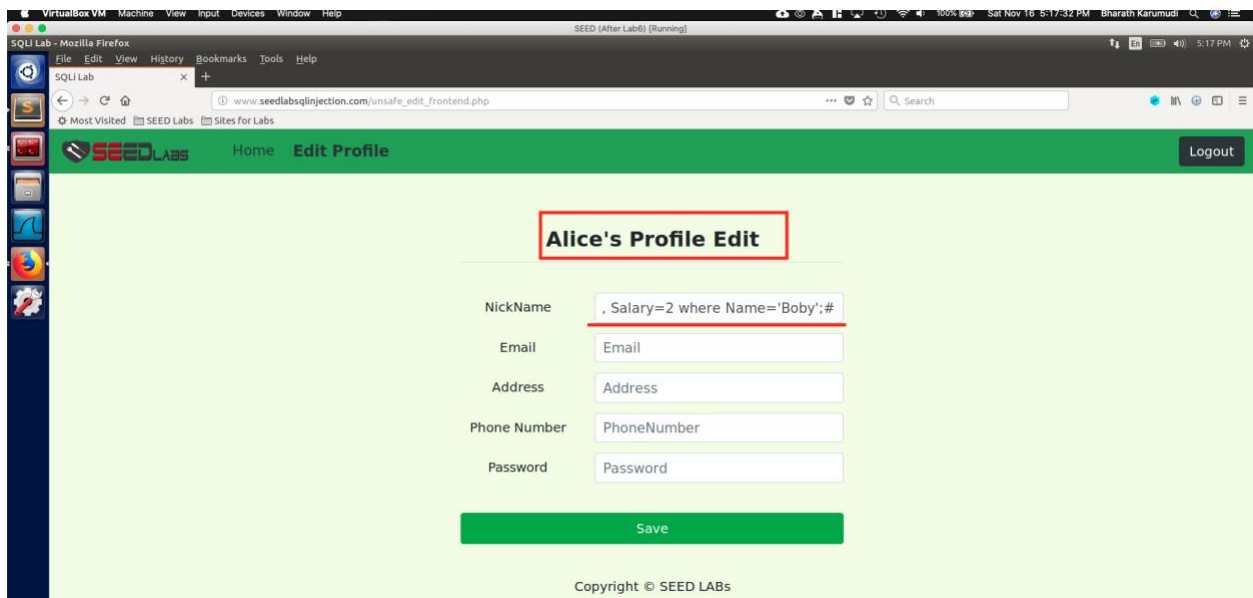 VirtualBox VM Machine View Input Devices Window Help 100% Sat Nov 16 5:17:32 PM Bharath Karumudi
SEED (After Lab6) [Running]
SQLi Lab - Mozilla Firefox En 5:17 PM
File Edit View History Bookmarks Tools Help
SQLi Lab × +
www.seedlabsqlinjection.com/unsafe_edit_frontend.php Search
Most Visited SEED Labs Sites for Labs
SEEDLABS Home Edit Profile Logout
Alice's Profile Edit
NickName , Salary=2 where Name='Boby';#
Email Email
Address Address
Phone Number PhoneNumber
Password Password
Save
Copyright © SEED LABs